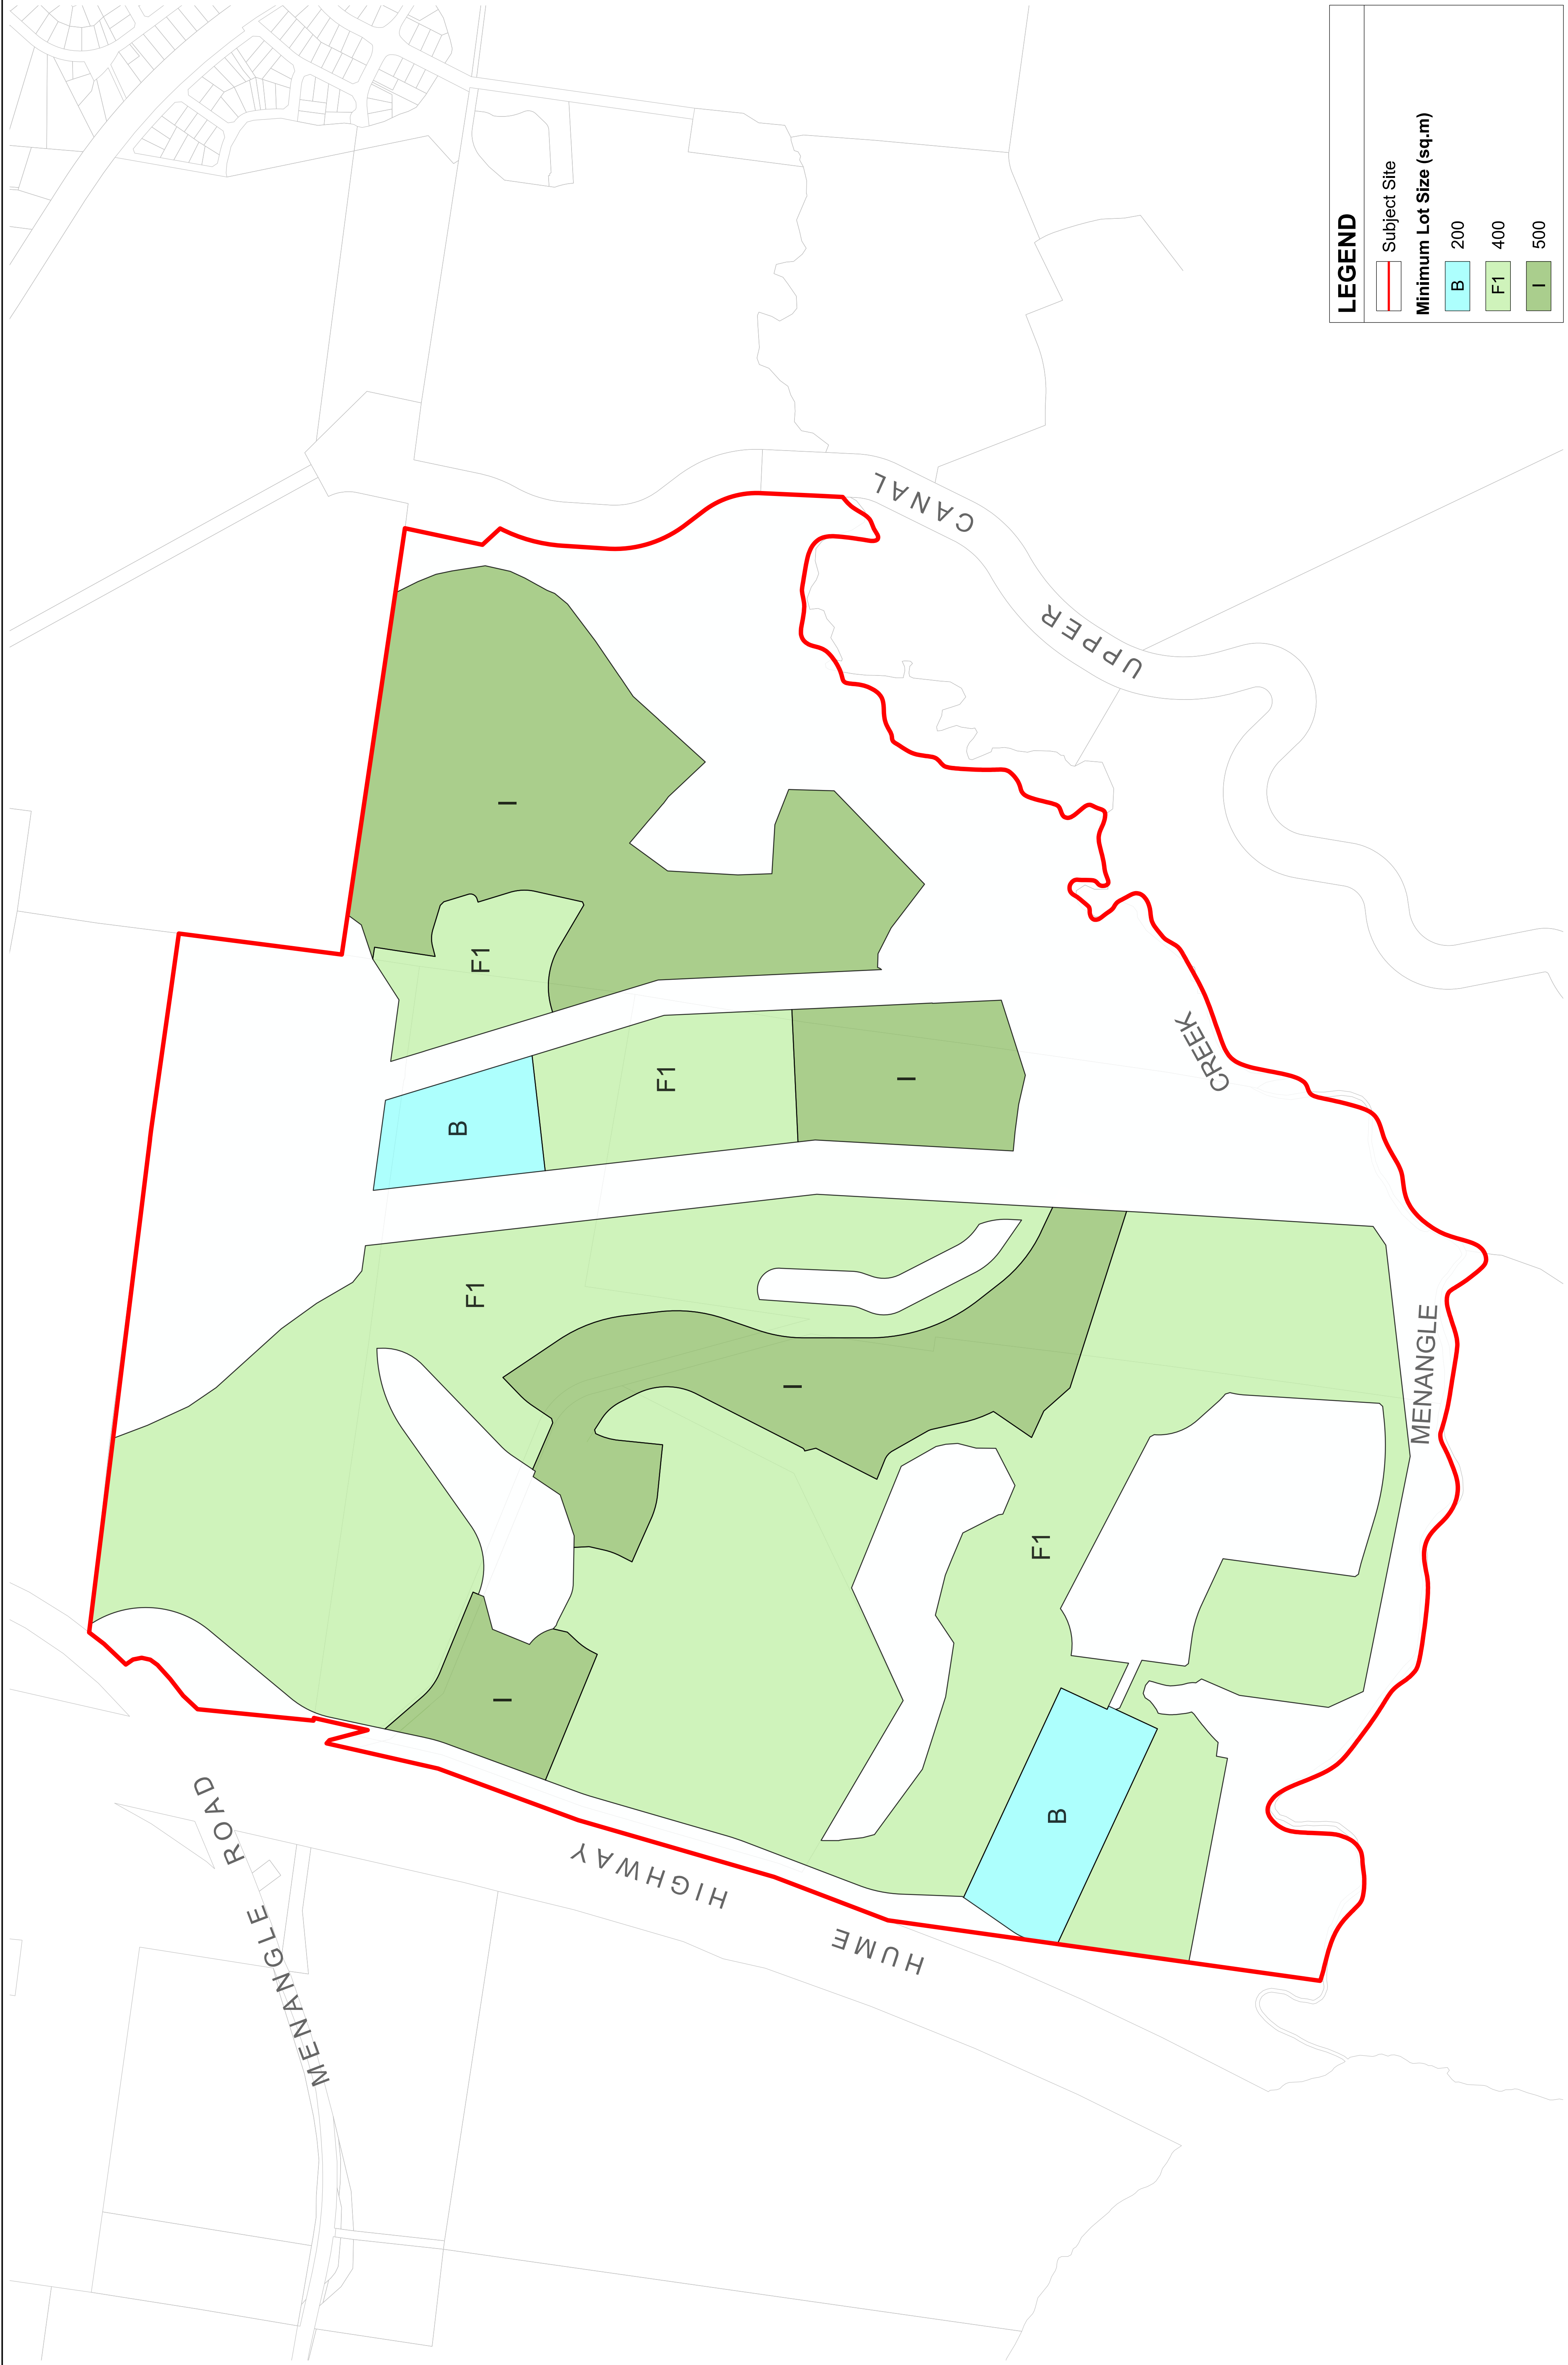 LEGEND
Subject Site
Minimum Lot Size (sq.m)
B 200
F1 400
I 500
MENANGLE ROAD
HUME HIGHWAY
UPPER CANAL
MENANGLE CREEK
I
F1
B
F1
I
F1
I
I
F1
B